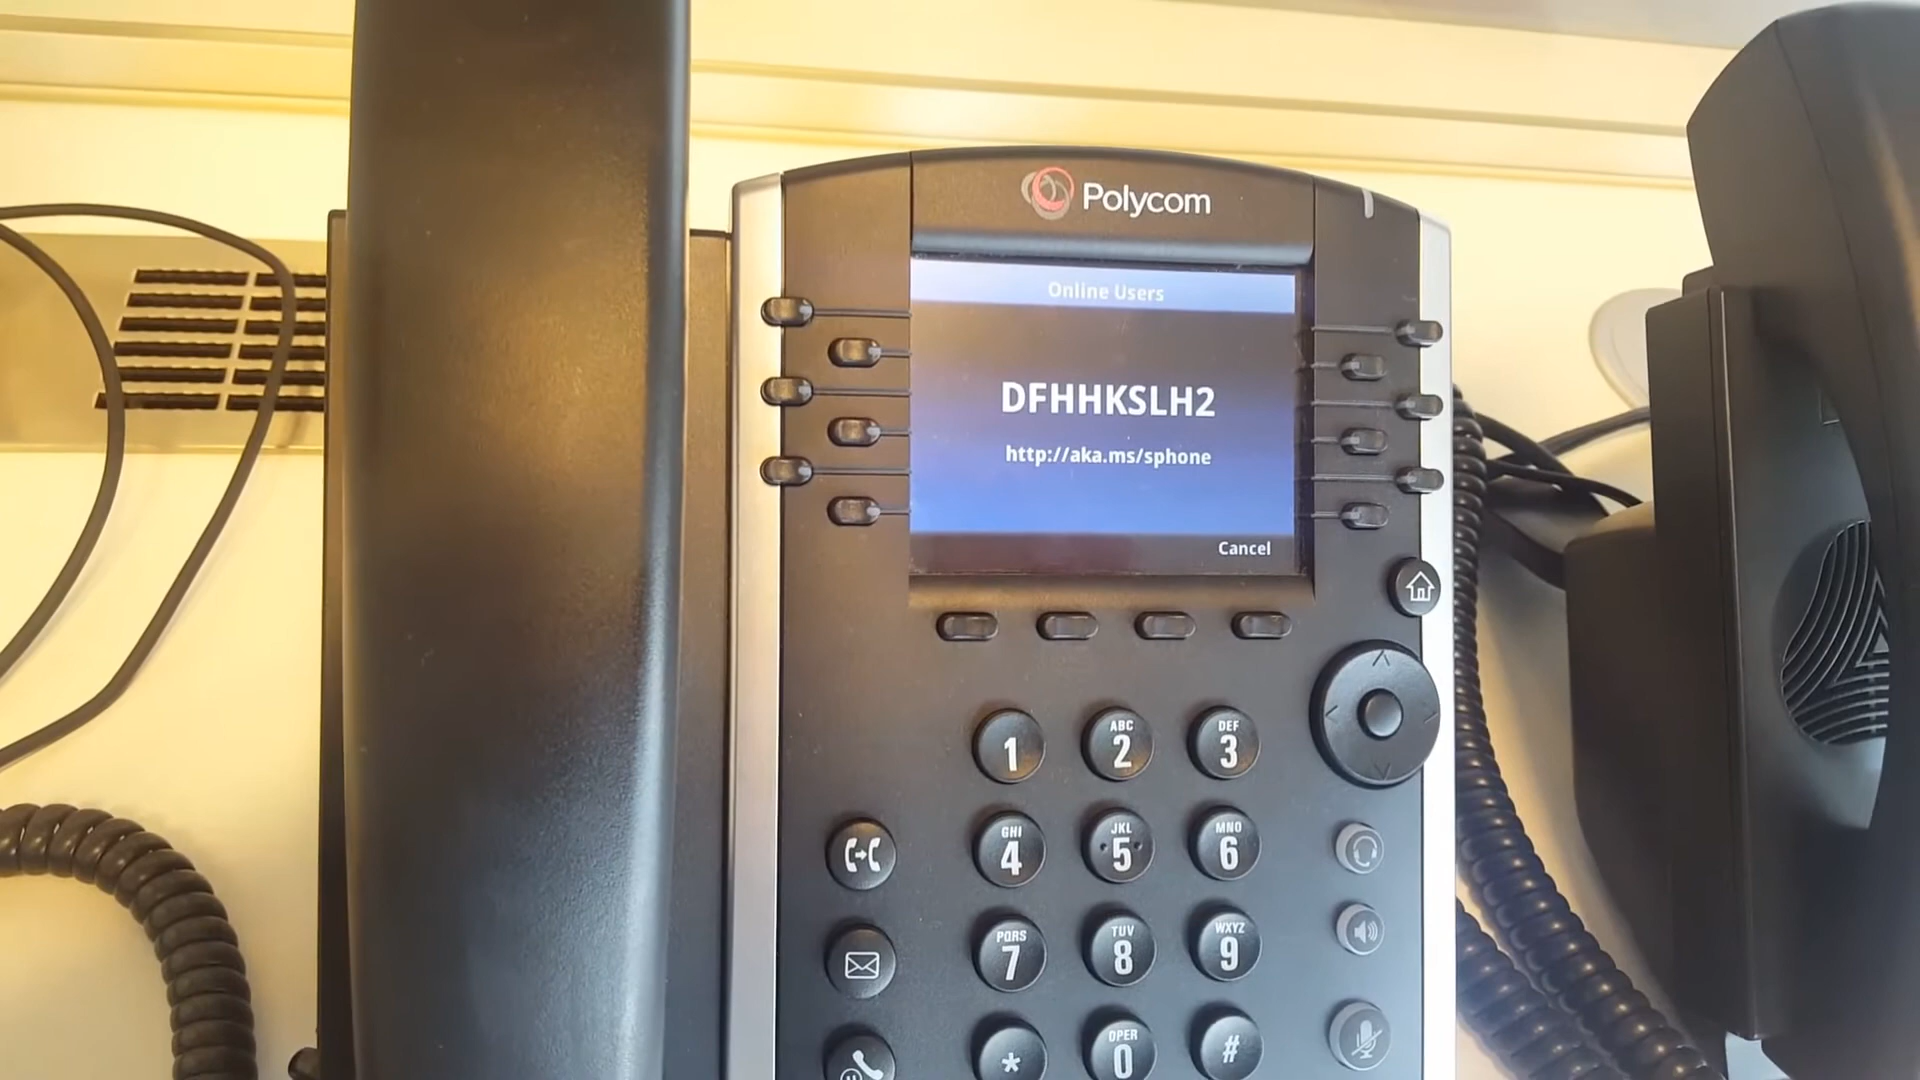 Polycom
Online Users
DFHHKSLH2
http://aka.ms/sphone
Cancel
1
ABC
2
DEF
3
GHI
4
JKL
5
MNO
6
PQRS
7
TUV
8
WXYZ
9
*
OPER
0
#